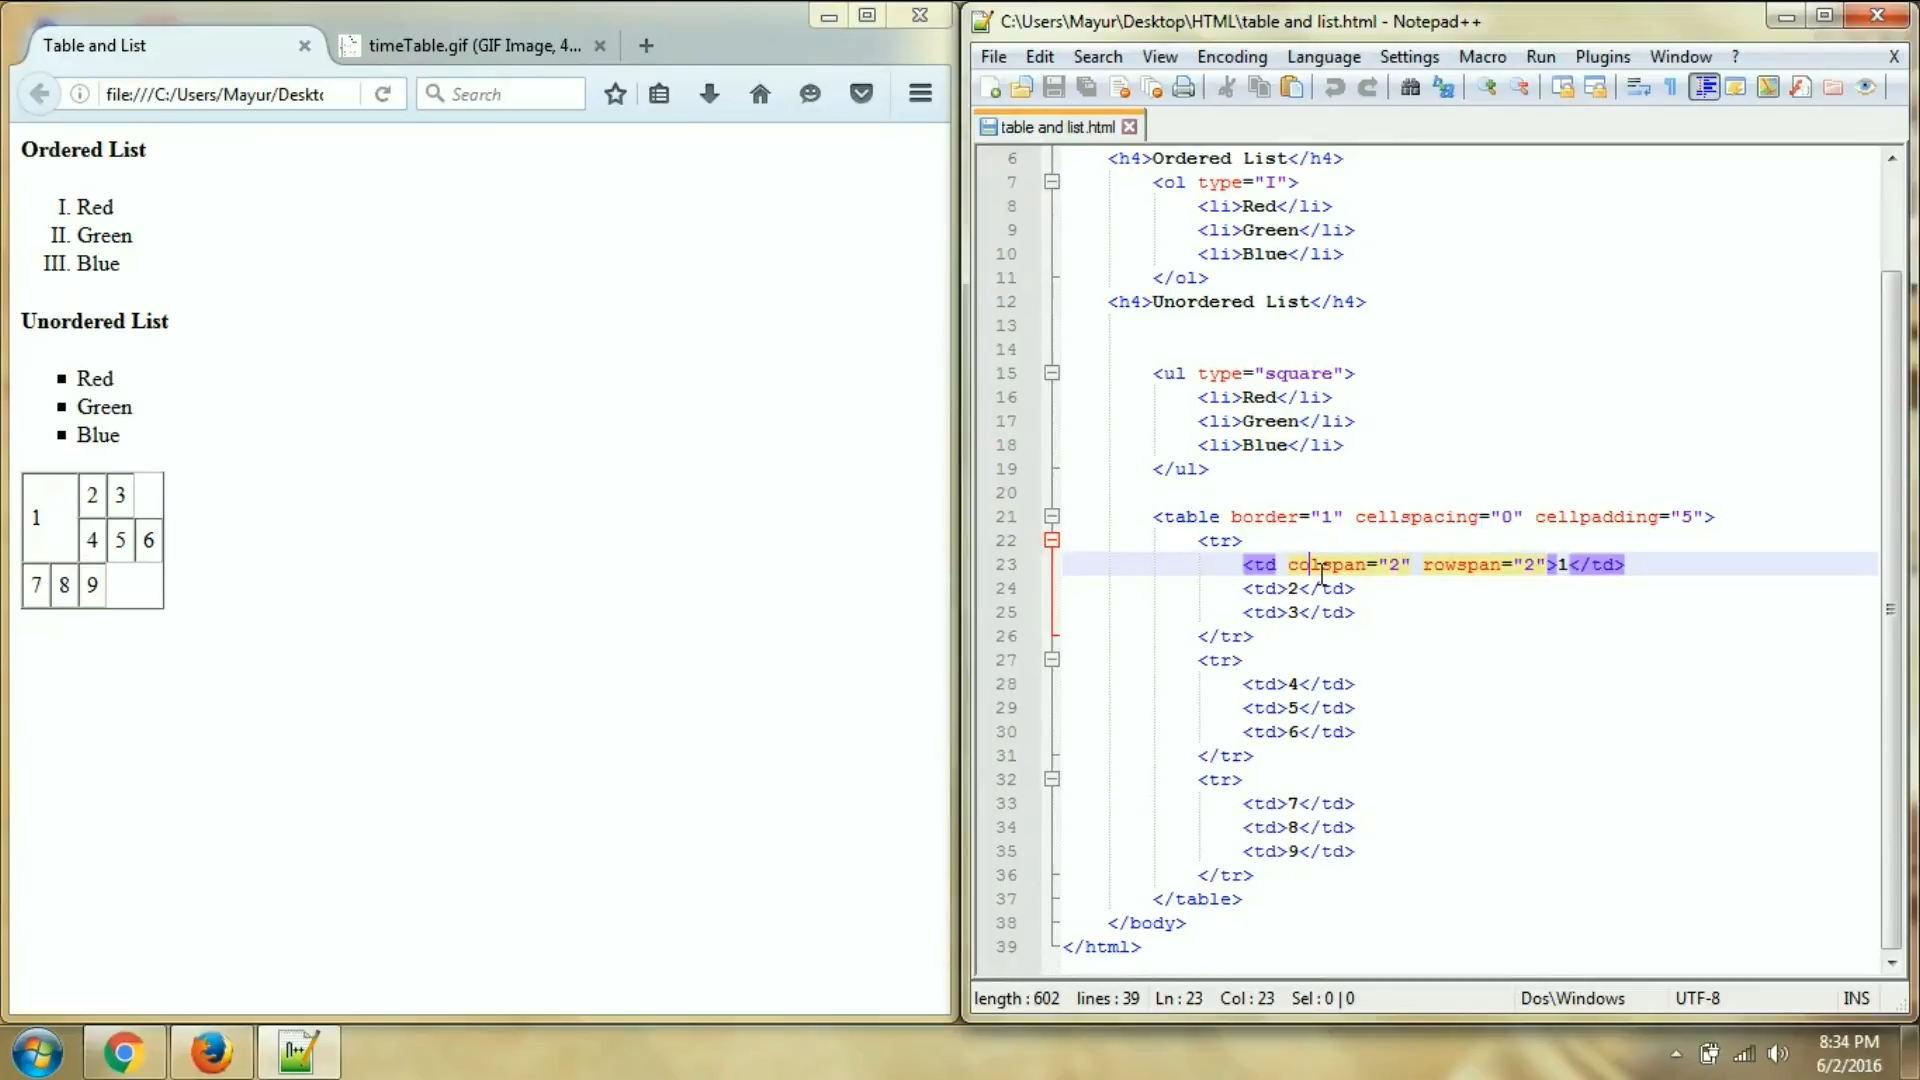 Table and List
timeTable.gif (GIF Image, 4...
file:///C:/Users/Mayur/Deskto
Search
Ordered List
I. Red
II. Green
III. Blue
Unordered List
Red
Green
Blue
1 2 3
4 5 6
7 8 9
C:\Users\Mayur\Desktop\HTML\table and list.html - Notepad++
File Edit Search View Encoding Language Settings Macro Run Plugins Window ? X
table and list.html
6 <h4>Ordered List</h4>
7 <ol type="I">
8 <li>Red</li>
9 <li>Green</li>
10 <li>Blue</li>
11 </ol>
12 <h4>Unordered List</h4>
13
14
15 <ul type="square">
16 <li>Red</li>
17 <li>Green</li>
18 <li>Blue</li>
19 </ul>
20
21 <table border="1" cellspacing="0" cellpadding="5">
22 <tr>
23 <td colspan="2" rowspan="2">1</td>
24 <td>2</td>
25 <td>3</td>
26 </tr>
27 <tr>
28 <td>4</td>
29 <td>5</td>
30 <td>6</td>
31 </tr>
32 <tr>
33 <td>7</td>
34 <td>8</td>
35 <td>9</td>
36 </tr>
37 </table>
38 </body>
39 </html>
length : 602 lines : 39 Ln : 23 Col : 23 Sel : 0 | 0 Dos\Windows UTF-8 INS
8:34 PM
6/2/2016